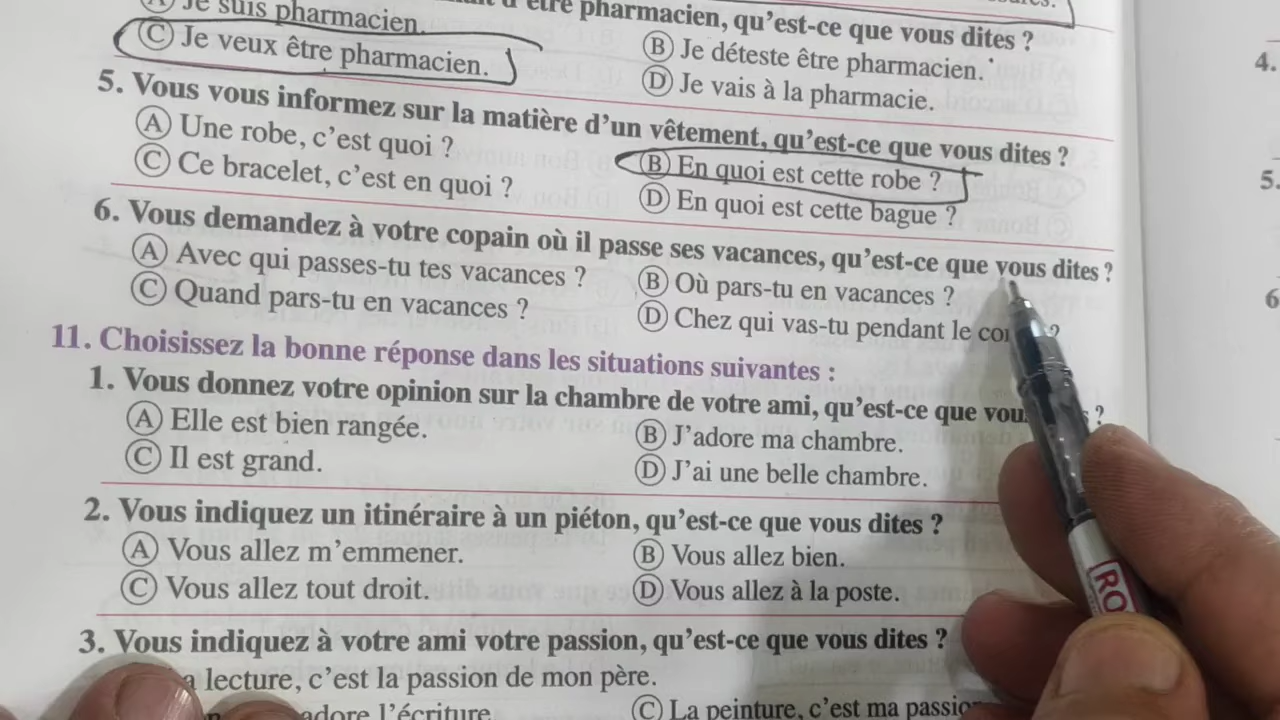 A Je suis pharmacien.
d'être pharmacien, qu'est-ce que vous dites ?
C Je veux être pharmacien.
B Je déteste être pharmacien.
D Je vais à la pharmacie.
5. Vous vous informez sur la matière d'un vêtement, qu'est-ce que vous dites ?
A Une robe, c'est quoi ?
B En quoi est cette robe ?
C Ce bracelet, c'est en quoi ?
D En quoi est cette bague ?
6. Vous demandez à votre copain où il passe ses vacances, qu'est-ce que vous dites ?
A Avec qui passes-tu tes vacances ?
B Où pars-tu en vacances ?
C Quand pars-tu en vacances ?
D Chez qui vas-tu pendant le ?
11. Choisissez la bonne réponse dans les situations suivantes :
1. Vous donnez votre opinion sur la chambre de votre ami, qu'est-ce que ?
A Elle est bien rangée.
B J'adore ma chambre.
C Il est grand.
D J'ai une belle chambre.
2. Vous indiquez un itinéraire à un piéton, qu'est-ce que vous dites ?
A Vous allez m'emmener.
B Vous allez bien.
C Vous allez tout droit.
D Vous allez à la poste.
3. Vous indiquez à votre ami votre passion, qu'est-ce que vous dites ?
lecture, c'est la passion de mon père.
adore l'écriture
C La peinture, c'est ma
4.
5.
6
RO